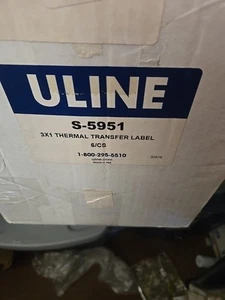 ULINE
S-5951
3X1 THERMAL TRANSFER LABEL
6/CS
1-800-295-5510